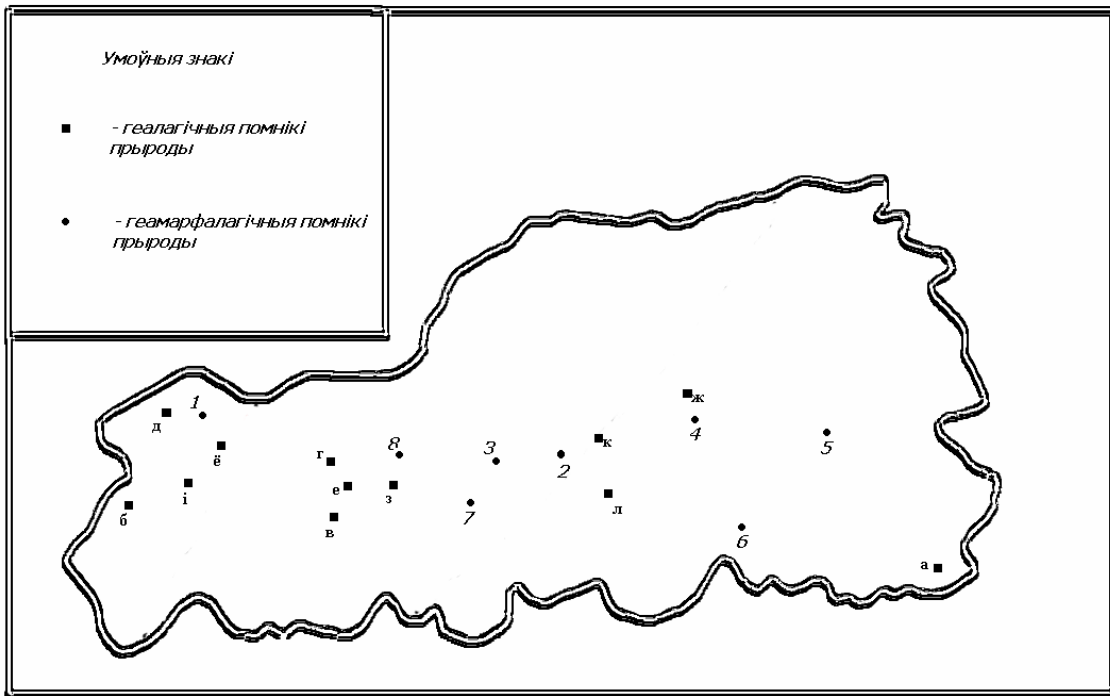 Умоўныя знакі
- геалагічныя помнікі
прыроды
- геамарфалагічныя помнікі
прыроды
ж
д
1
к
4
5
ё
г
8
3
2
і
е
з
б
7
л
в
6
а